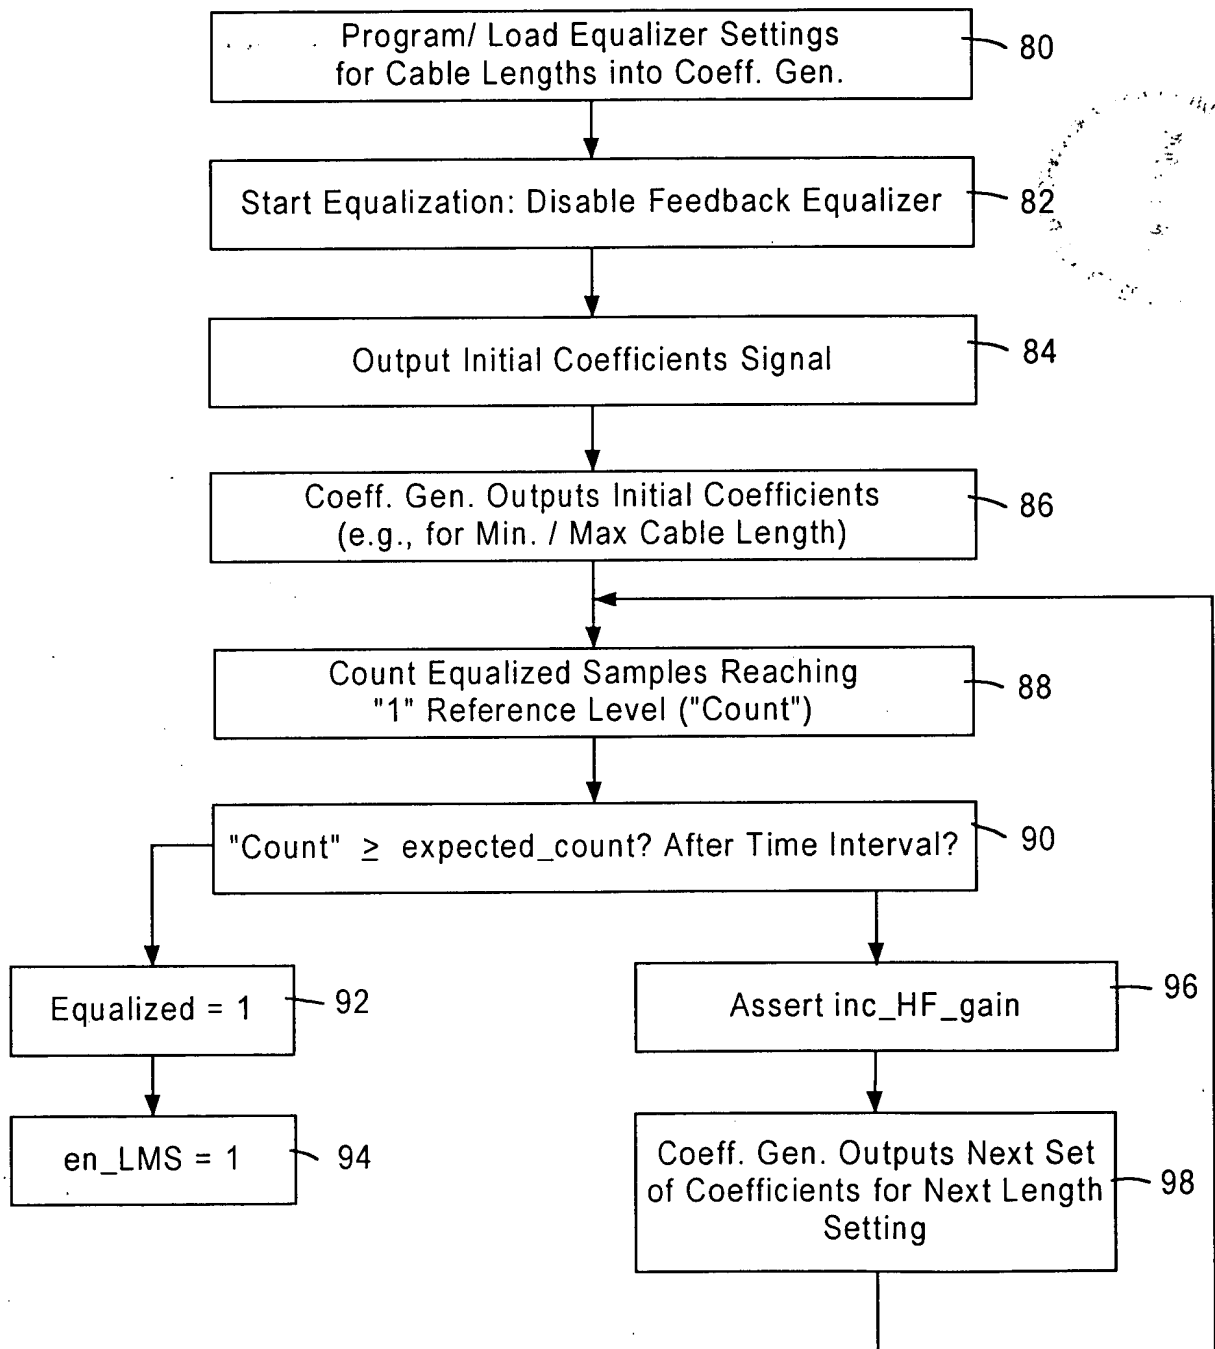 Program/ Load Equalizer Settings
for Cable Lengths into Coeff. Gen.
80
Start Equalization: Disable Feedback Equalizer
82
Output Initial Coefficients Signal
84
Coeff. Gen. Outputs Initial Coefficients
(e.g., for Min. / Max Cable Length)
86
Count Equalized Samples Reaching
"1" Reference Level ("Count")
88
"Count" ≥ expected_count? After Time Interval?
90
Equalized = 1
92
en_LMS = 1
94
Assert inc_HF_gain
96
Coeff. Gen. Outputs Next Set
of Coefficients for Next Length
Setting
98